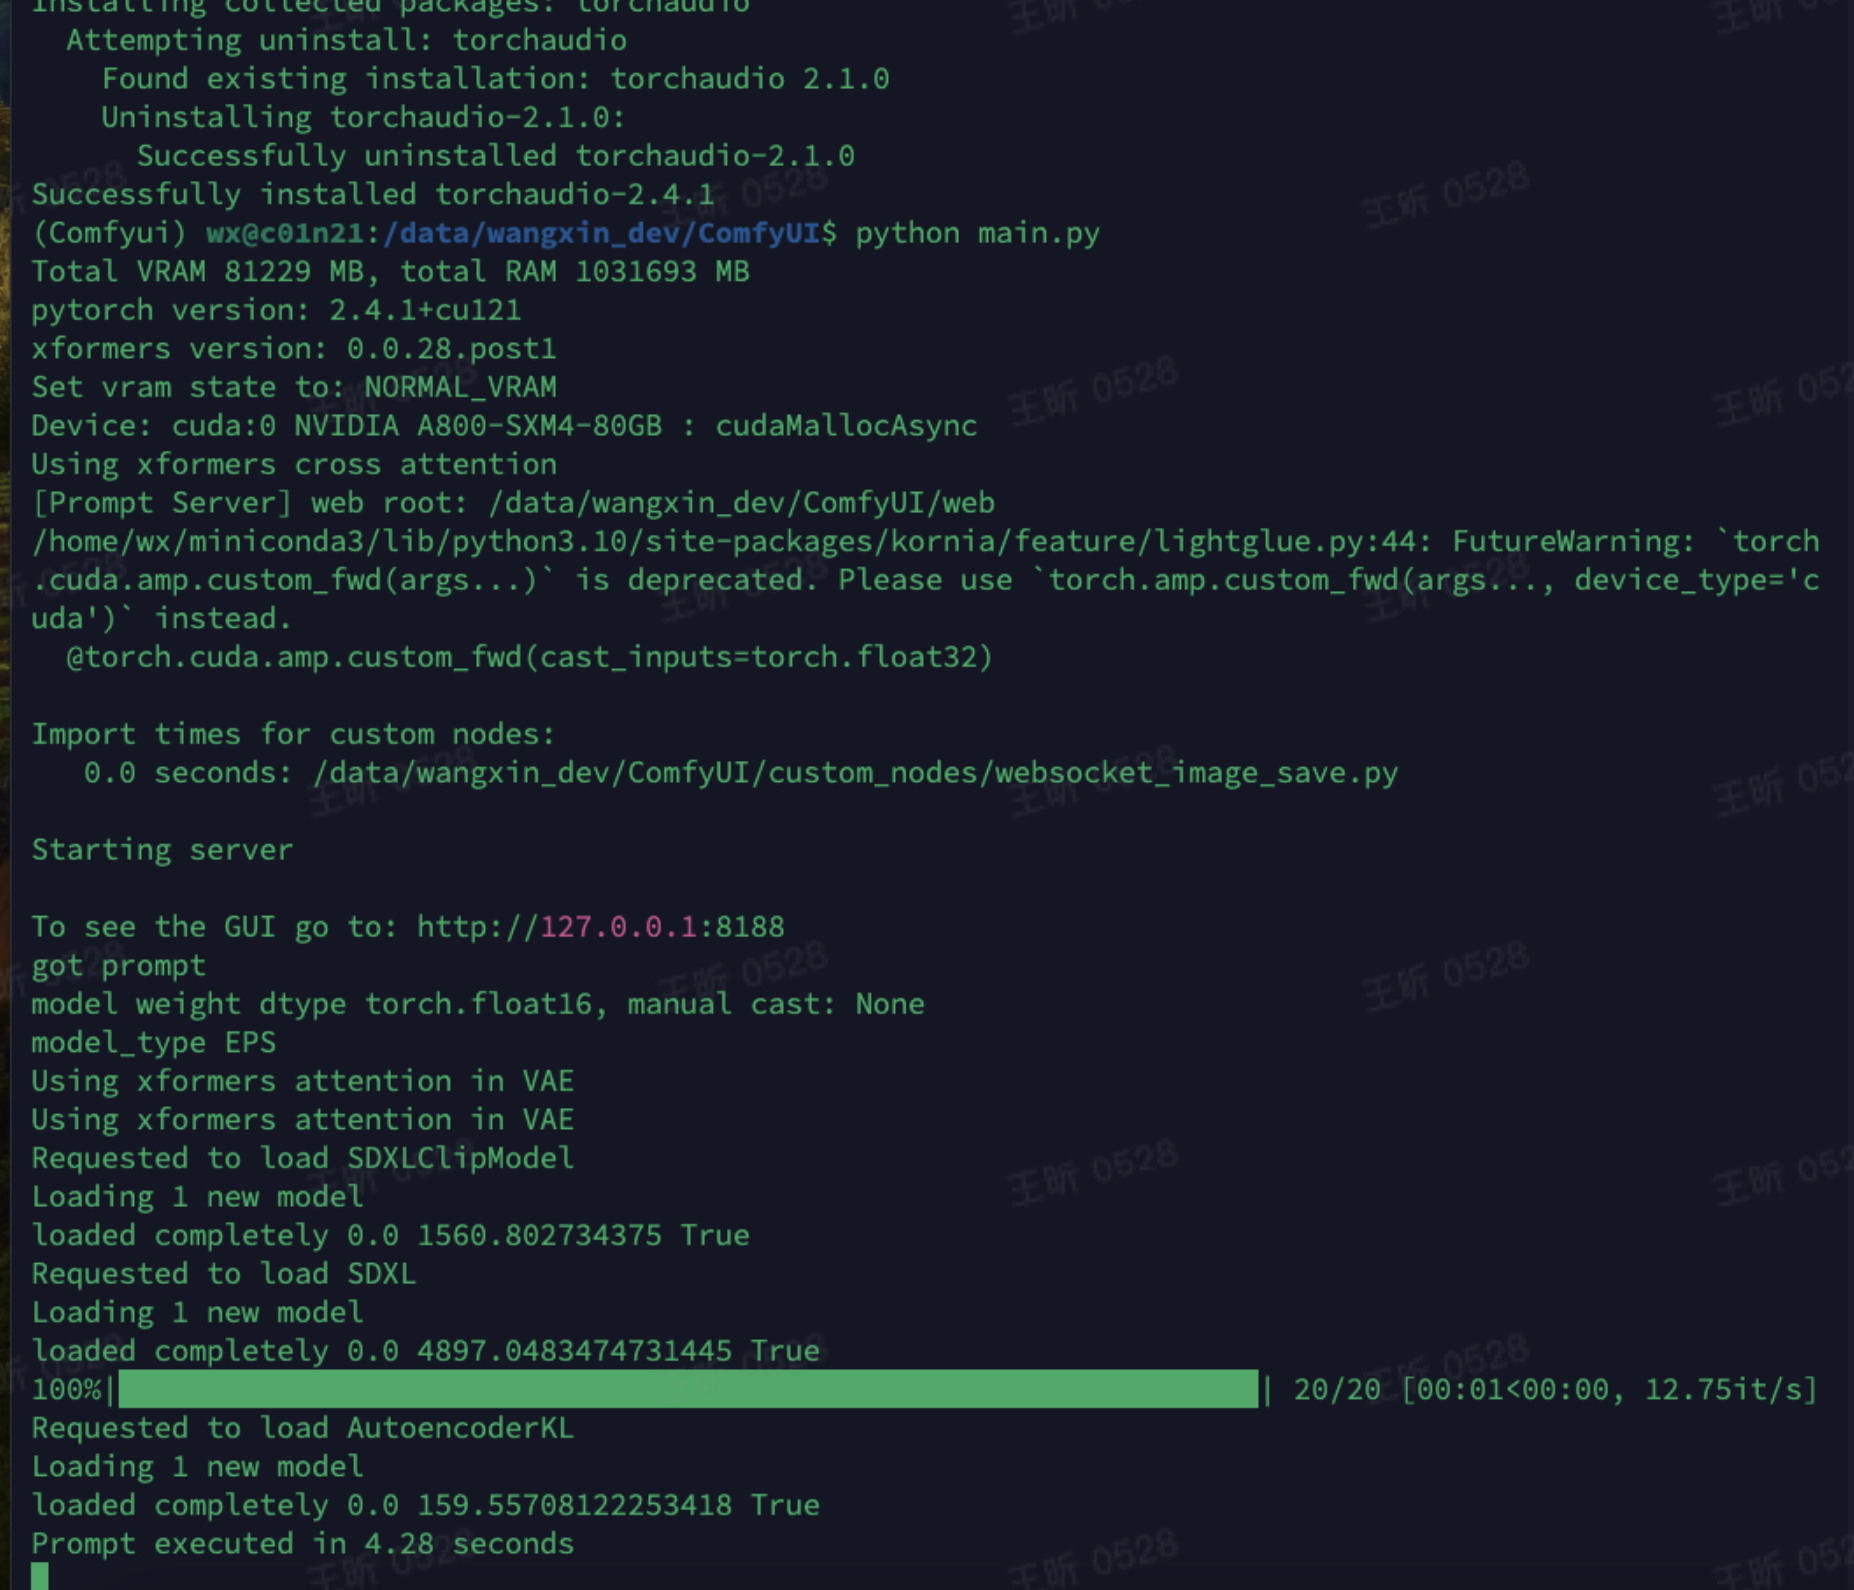 Installing collected packages: torchaudio
  Attempting uninstall: torchaudio
    Found existing installation: torchaudio 2.1.0
    Uninstalling torchaudio-2.1.0:
      Successfully uninstalled torchaudio-2.1.0
Successfully installed torchaudio-2.4.1
(Comfyui) wx@c01n21:/data/wangxin_dev/ComfyUI$ python main.py
Total VRAM 81229 MB, total RAM 1031693 MB
pytorch version: 2.4.1+cu121
xformers version: 0.0.28.post1
Set vram state to: NORMAL_VRAM
Device: cuda:0 NVIDIA A800-SXM4-80GB : cudaMallocAsync
Using xformers cross attention
[Prompt Server] web root: /data/wangxin_dev/ComfyUI/web
/home/wx/miniconda3/lib/python3.10/site-packages/kornia/feature/lightglue.py:44: FutureWarning: `torch
.cuda.amp.custom_fwd(args...)` is deprecated. Please use `torch.amp.custom_fwd(args..., device_type='c
uda')` instead.
  @torch.cuda.amp.custom_fwd(cast_inputs=torch.float32)
Import times for custom nodes:
   0.0 seconds: /data/wangxin_dev/ComfyUI/custom_nodes/websocket_image_save.py
Starting server
To see the GUI go to: http://127.0.0.1:8188
got prompt
model weight dtype torch.float16, manual cast: None
model_type EPS
Using xformers attention in VAE
Using xformers attention in VAE
Requested to load SDXLClipModel
Loading 1 new model
loaded completely 0.0 1560.802734375 True
Requested to load SDXL
Loading 1 new model
loaded completely 0.0 4897.0483474731445 True
100%| | 20/20 [00:01<00:00, 12.75it/s]
Requested to load AutoencoderKL
Loading 1 new model
loaded completely 0.0 159.55708122253418 True
Prompt executed in 4.28 seconds
王昕 0528